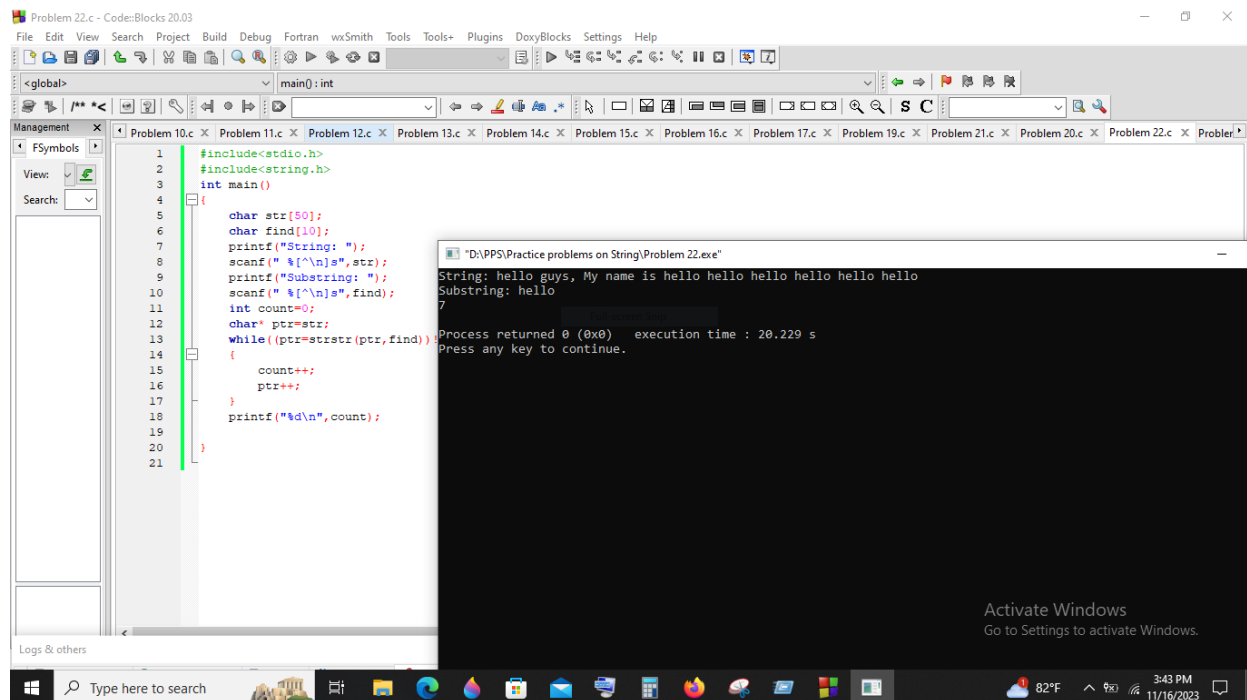 Problem 22.c - Code::Blocks 20.03
File Edit View Search Project Build Debug Fortran wxSmith Tools Tools+ Plugins DoxyBlocks Settings Help
<global> main() : int
/** *< S C
Management X Problem 10.c X Problem 11.c X Problem 12.c X Problem 13.c X Problem 14.c X Problem 15.c X Problem 16.c X Problem 17.c X Problem 19.c X Problem 21.c X Problem 20.c X Problem 22.c X Probler
FSymbols
View:
Search:
1 #include<stdio.h>
2 #include<string.h>
3 int main()
4 {
5 char str[50];
6 char find[10];
7 printf("String: ");
8 scanf(" %[^\n]s",str);
9 printf("Substring: ");
10 scanf(" %[^\n]s",find);
11 int count=0;
12 char* ptr=str;
13 while((ptr=strstr(ptr,find))!
14 {
15 count++;
16 ptr++;
17 }
18 printf("%d\n",count);
19
20 }
21
"D:\PPS\Practice problems on String\Problem 22.exe"
String: hello guys, My name is hello hello hello hello hello hello
Substring: hello
7
Process returned 0 (0x0) execution time : 20.229 s
Press any key to continue.
Activate Windows
Go to Settings to activate Windows.
Logs & others
Type here to search
82°F
3:43 PM
11/16/2023